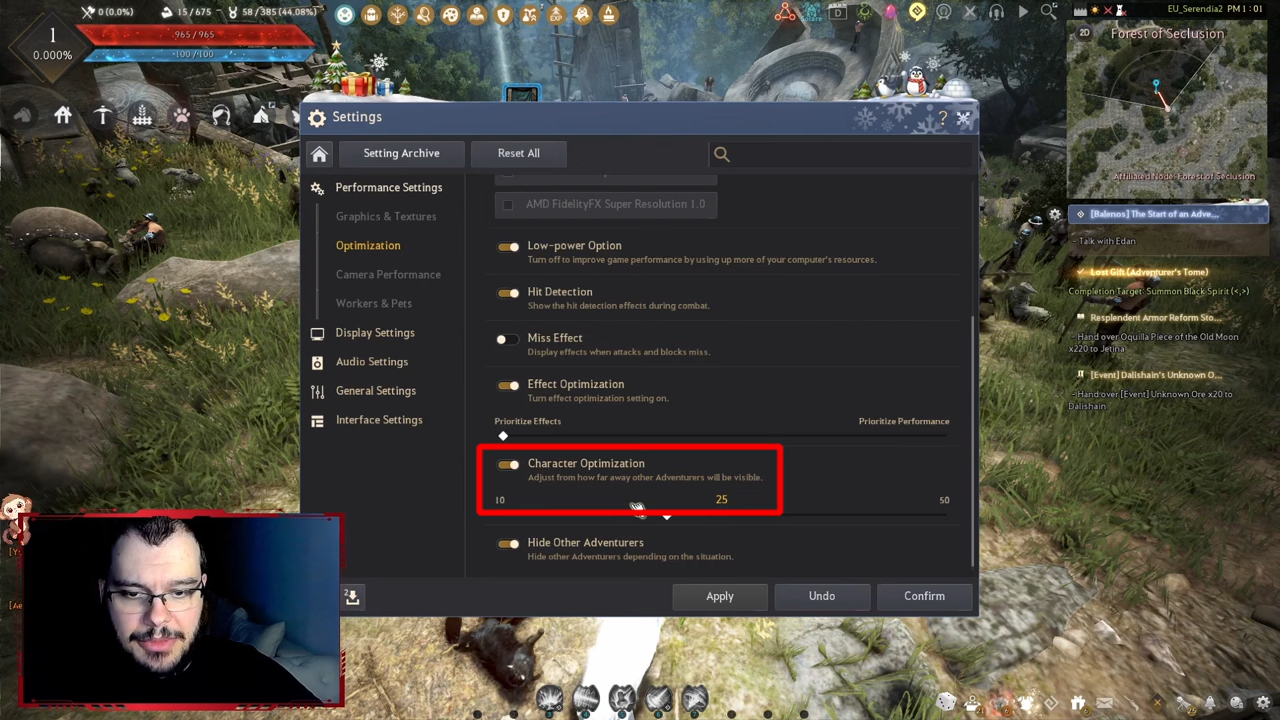 0 (0.0%)
15 / 675
58 / 385 (44.08%)
EU_Serendia2 PM 1 : 01
2D
Forest of Seclusion
1
0.000%
965 / 965
100 / 100
Settings
?
Setting Archive
Reset All
Performance Settings
Graphics & Textures
Optimization
Camera Performance
Workers & Pets
Display Settings
Audio Settings
General Settings
Interface Settings
AMD FidelityFX Super Resolution 1.0
Low-power Option
Turn off to improve game performance by using up more of your computer's resources.
Hit Detection
Show the hit detection effects during combat.
Miss Effect
Display effects when attacks and blocks miss.
Effect Optimization
Turn effect optimization setting on.
Prioritize Effects
Prioritize Performance
Character Optimization
Adjust from how far away other Adventurers will be visible.
10
25
50
Hide Other Adventurers
Hide other Adventurers depending on the situation.
Apply
Undo
Confirm
Affiliated Node: Forest of Seclusion
[Balenos] The Start of an Adve...
- Talk with Edan
Lost Gift (Adventurer's Tome)
Completion Target: Summon Black Spirit (<,>)
Resplendent Armor Reform Sto...
- Hand over Oquilla Piece of the Old Moon
x220 to Jetina
[Event] Dalishain's Unknown O...
- Hand over [Event] Unknown Ore x20 to
Dalishain